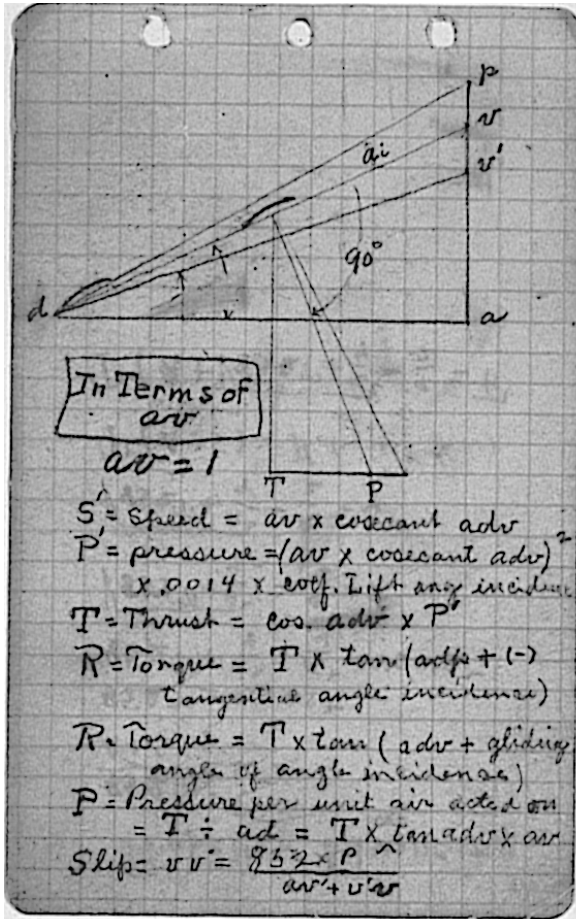 p
v
ai
v'
90°
d
a
In Terms of
av
av = 1
T P
S' = Speed = av x cosecant adv
P' = pressure = (av x cosecant adv)²
x .0014 x coef. Lift ang incidence
T = Thrust = cos. adv x P'
R = Torque = T x tan (adp + (-)
tangential angle incidense)
R = Torque = T x tan ( adv + gliding
angle of angle incidense)
P = Pressure per unit air acted on
= T ÷ ad = T x tan adv x av
Slip = vv' = 852 x P
av' + v'v